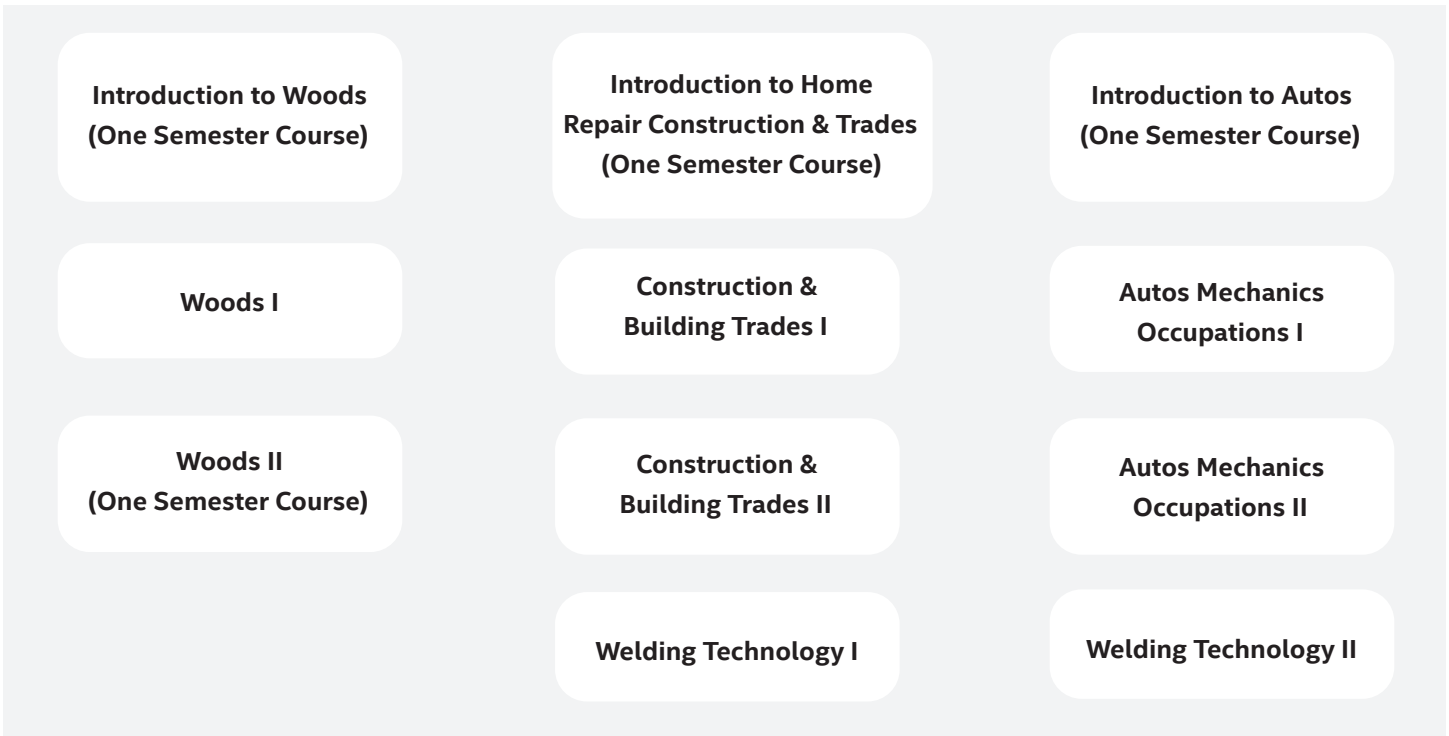 Introduction to Woods
(One Semester Course)
Introduction to Home
Repair Construction & Trades
(One Semester Course)
Introduction to Autos
(One Semester Course)
Woods I
Construction &
Building Trades I
Autos Mechanics
Occupations I
Woods II
(One Semester Course)
Construction &
Building Trades II
Autos Mechanics
Occupations II
Welding Technology I
Welding Technology II